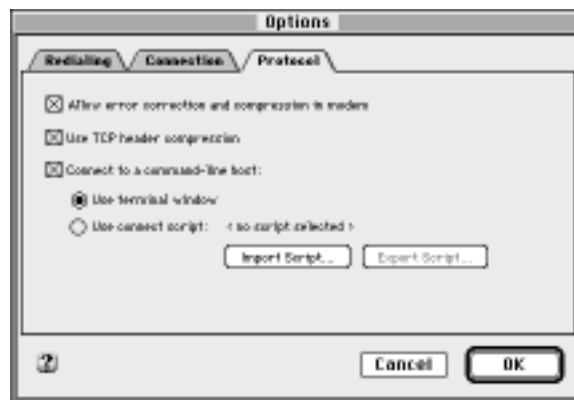 Options
Redialing Connection Protocol
Allow error correction and compression in modem
Use TCP header compression
Connect to a command-line host:
Use terminal window
Use connect script: < no script selected >
Import Script... Export Script...
? Cancel OK